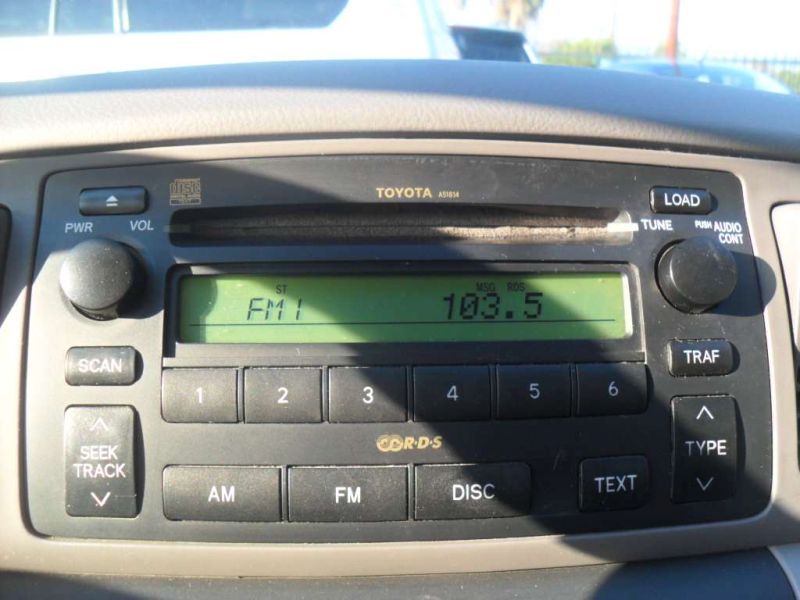 TOYOTA A51814
LOAD
PWR VOL
TUNE PUSH AUDIO CONT
ST MSG RDS
FM1 103.5
SCAN
TRAF
1 2 3 4 5 6
SEEK
TRACK
R·D·S
TYPE
AM FM DISC TEXT